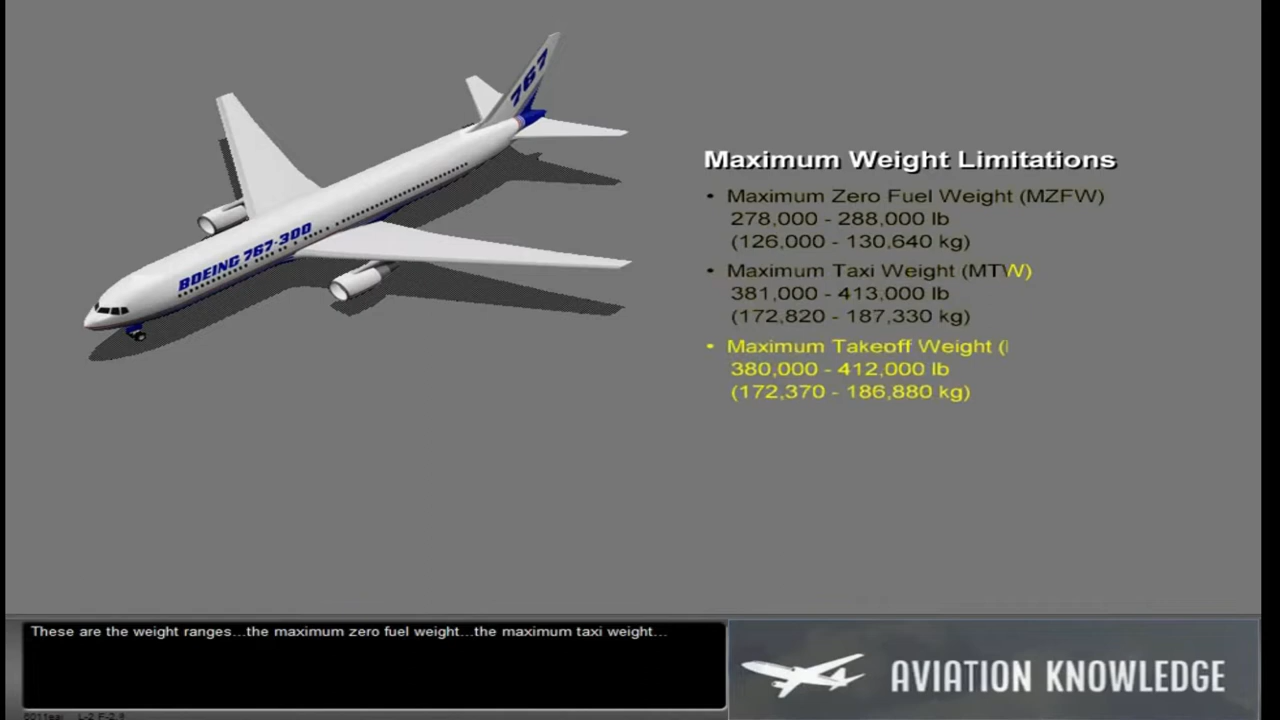 767
BOEING 767-300
Maximum Weight Limitations
• Maximum Zero Fuel Weight (MZFW)
278,000 - 288,000 lb
(126,000 - 130,640 kg)
• Maximum Taxi Weight (MTW)
381,000 - 413,000 lb
(172,820 - 187,330 kg)
• Maximum Takeoff Weight (
380,000 - 412,000 lb
(172,370 - 186,880 kg)
These are the weight ranges...the maximum zero fuel weight...the maximum taxi weight...
AVIATION KNOWLEDGE